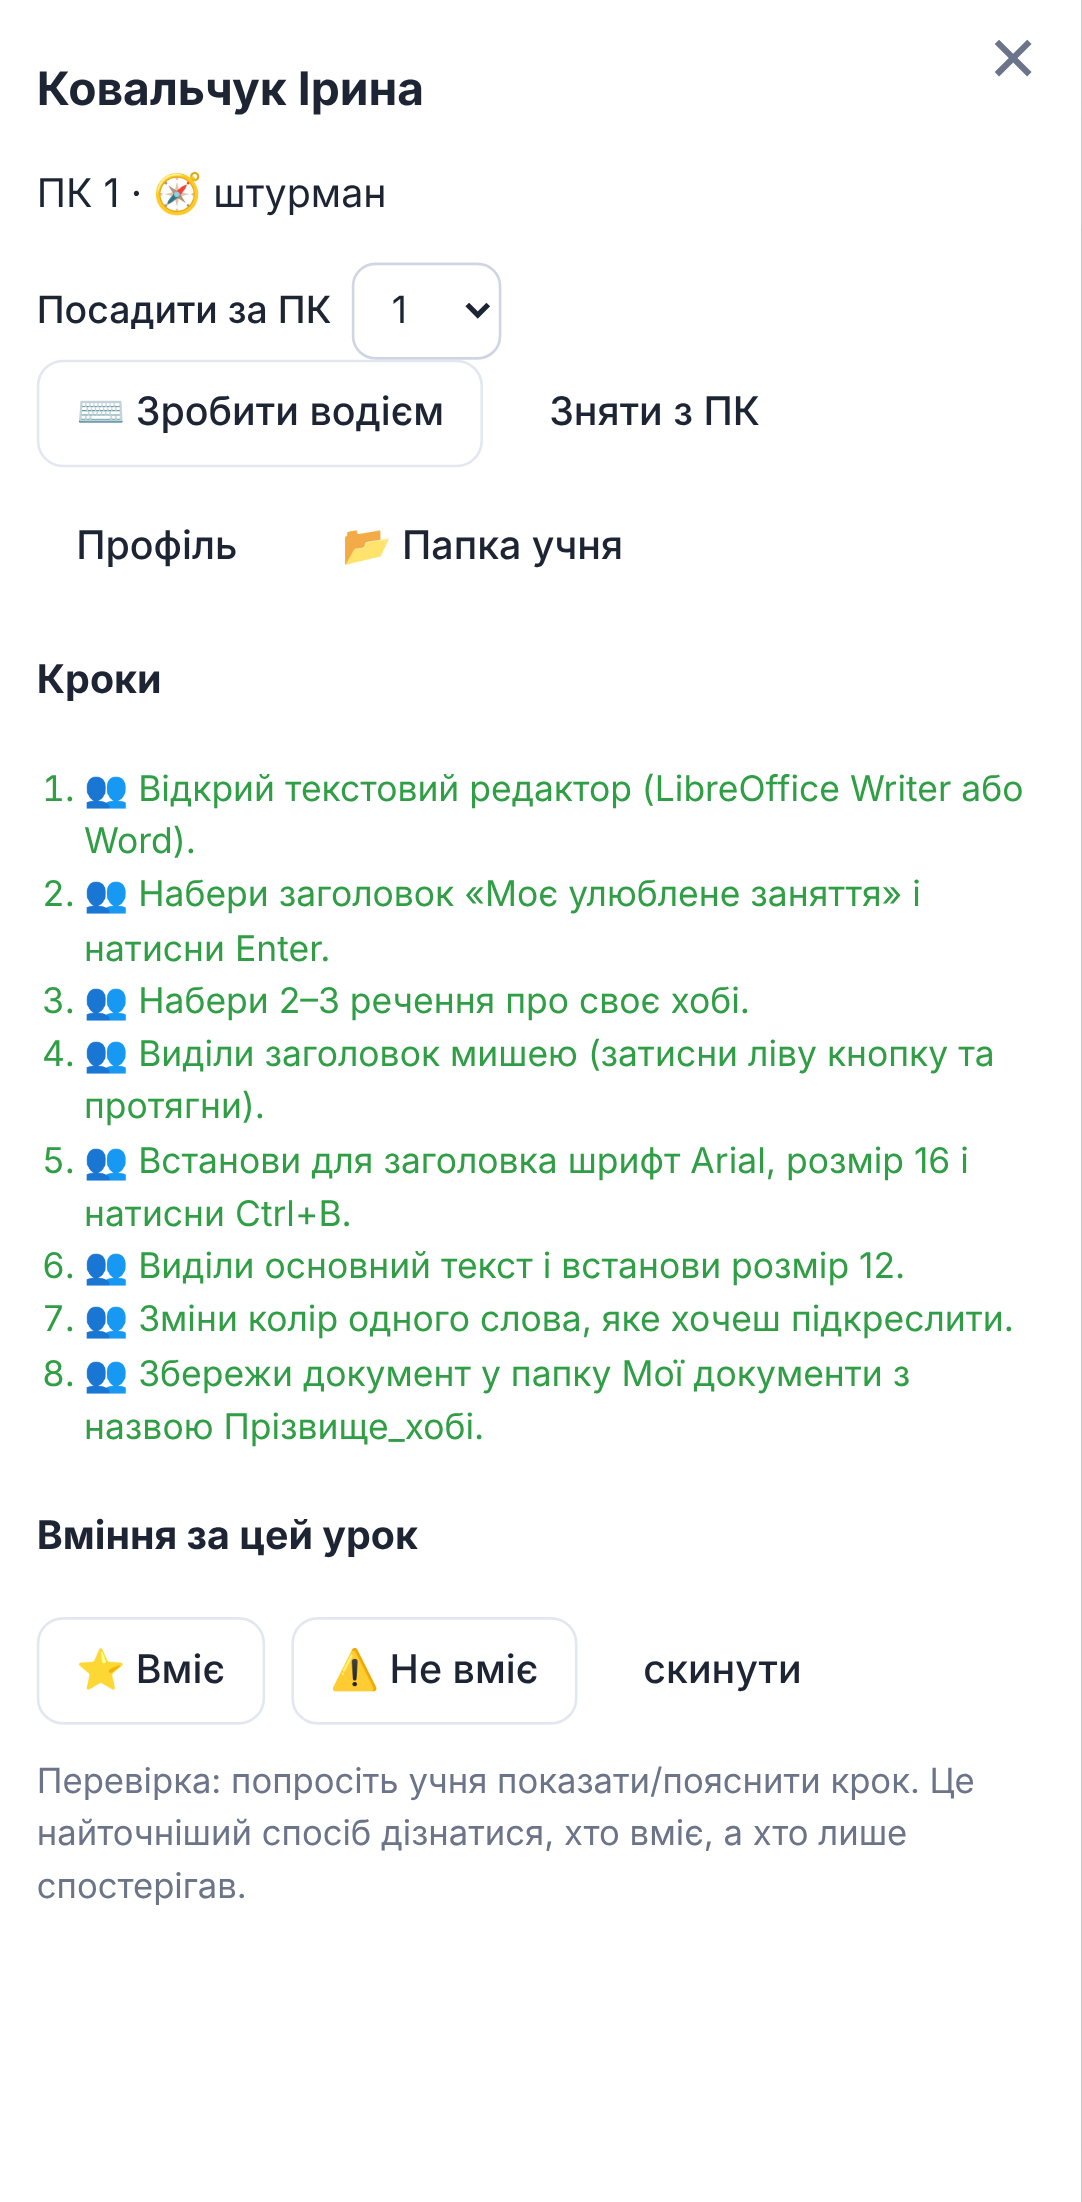 Ковальчук Ірина
ПК 1 · 🧭 штурман
Посадити за ПК 1
⌨️ Зробити водієм Зняти з ПК
Профіль 📂 Папка учня
Кроки
1. 👥 Відкрий текстовий редактор (LibreOffice Writer або
Word).
2. 👥 Набери заголовок «Моє улюблене заняття» і
натисни Enter.
3. 👥 Набери 2–3 речення про своє хобі.
4. 👥 Виділи заголовок мишею (затисни ліву кнопку та
протягни).
5. 👥 Встанови для заголовка шрифт Arial, розмір 16 і
натисни Ctrl+B.
6. 👥 Виділи основний текст і встанови розмір 12.
7. 👥 Зміни колір одного слова, яке хочеш підкреслити.
8. 👥 Збережи документ у папку Мої документи з
назвою Прізвище_хобі.
Вміння за цей урок
⭐ Вміє ⚠️ Не вміє скинути
Перевірка: попросіть учня показати/пояснити крок. Це
найточніший спосіб дізнатися, хто вміє, а хто лише
спостерігав.